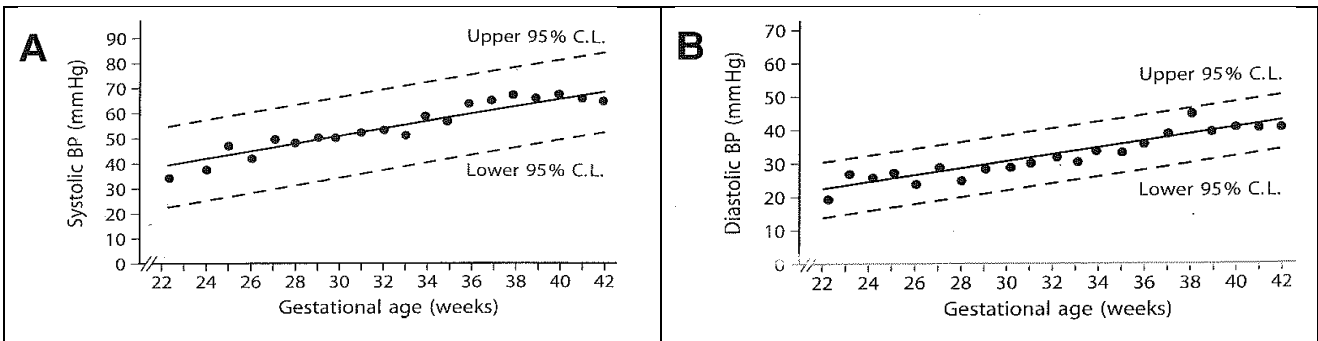 A
Systolic BP (mmHg)
90
80
70
60
50
40
30
20
10
0
Upper 95% C.L.
Lower 95% C.L.
22 24 26 28 30 32 34 36 38 40 42
Gestational age (weeks)
B
Diastolic BP (mmHg)
70
60
50
40
30
20
10
0
Upper 95% C.L.
Lower 95% C.L.
22 24 26 28 30 32 34 36 38 40 42
Gestational age (weeks)